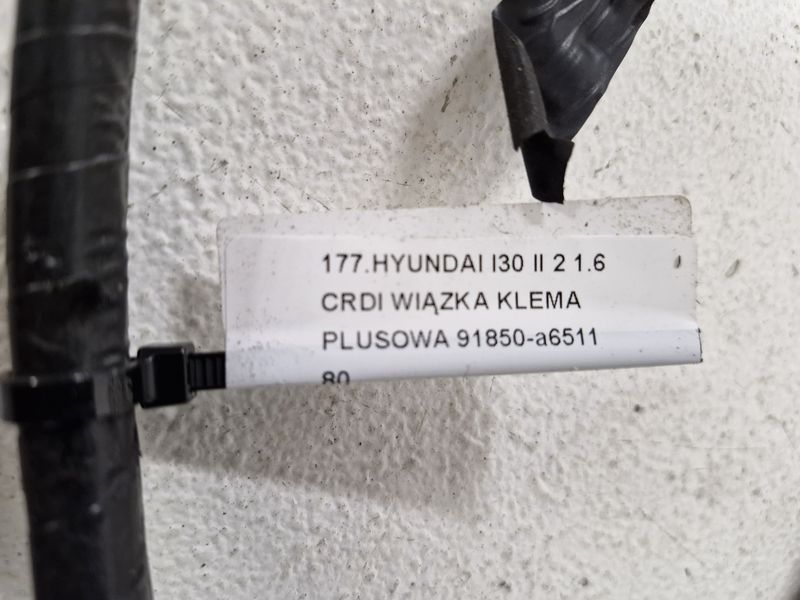 177.HYUNDAI I30 II 2 1.6
CRDI WIĄZKA KLEMA
PLUSOWA 91850-a6511
80